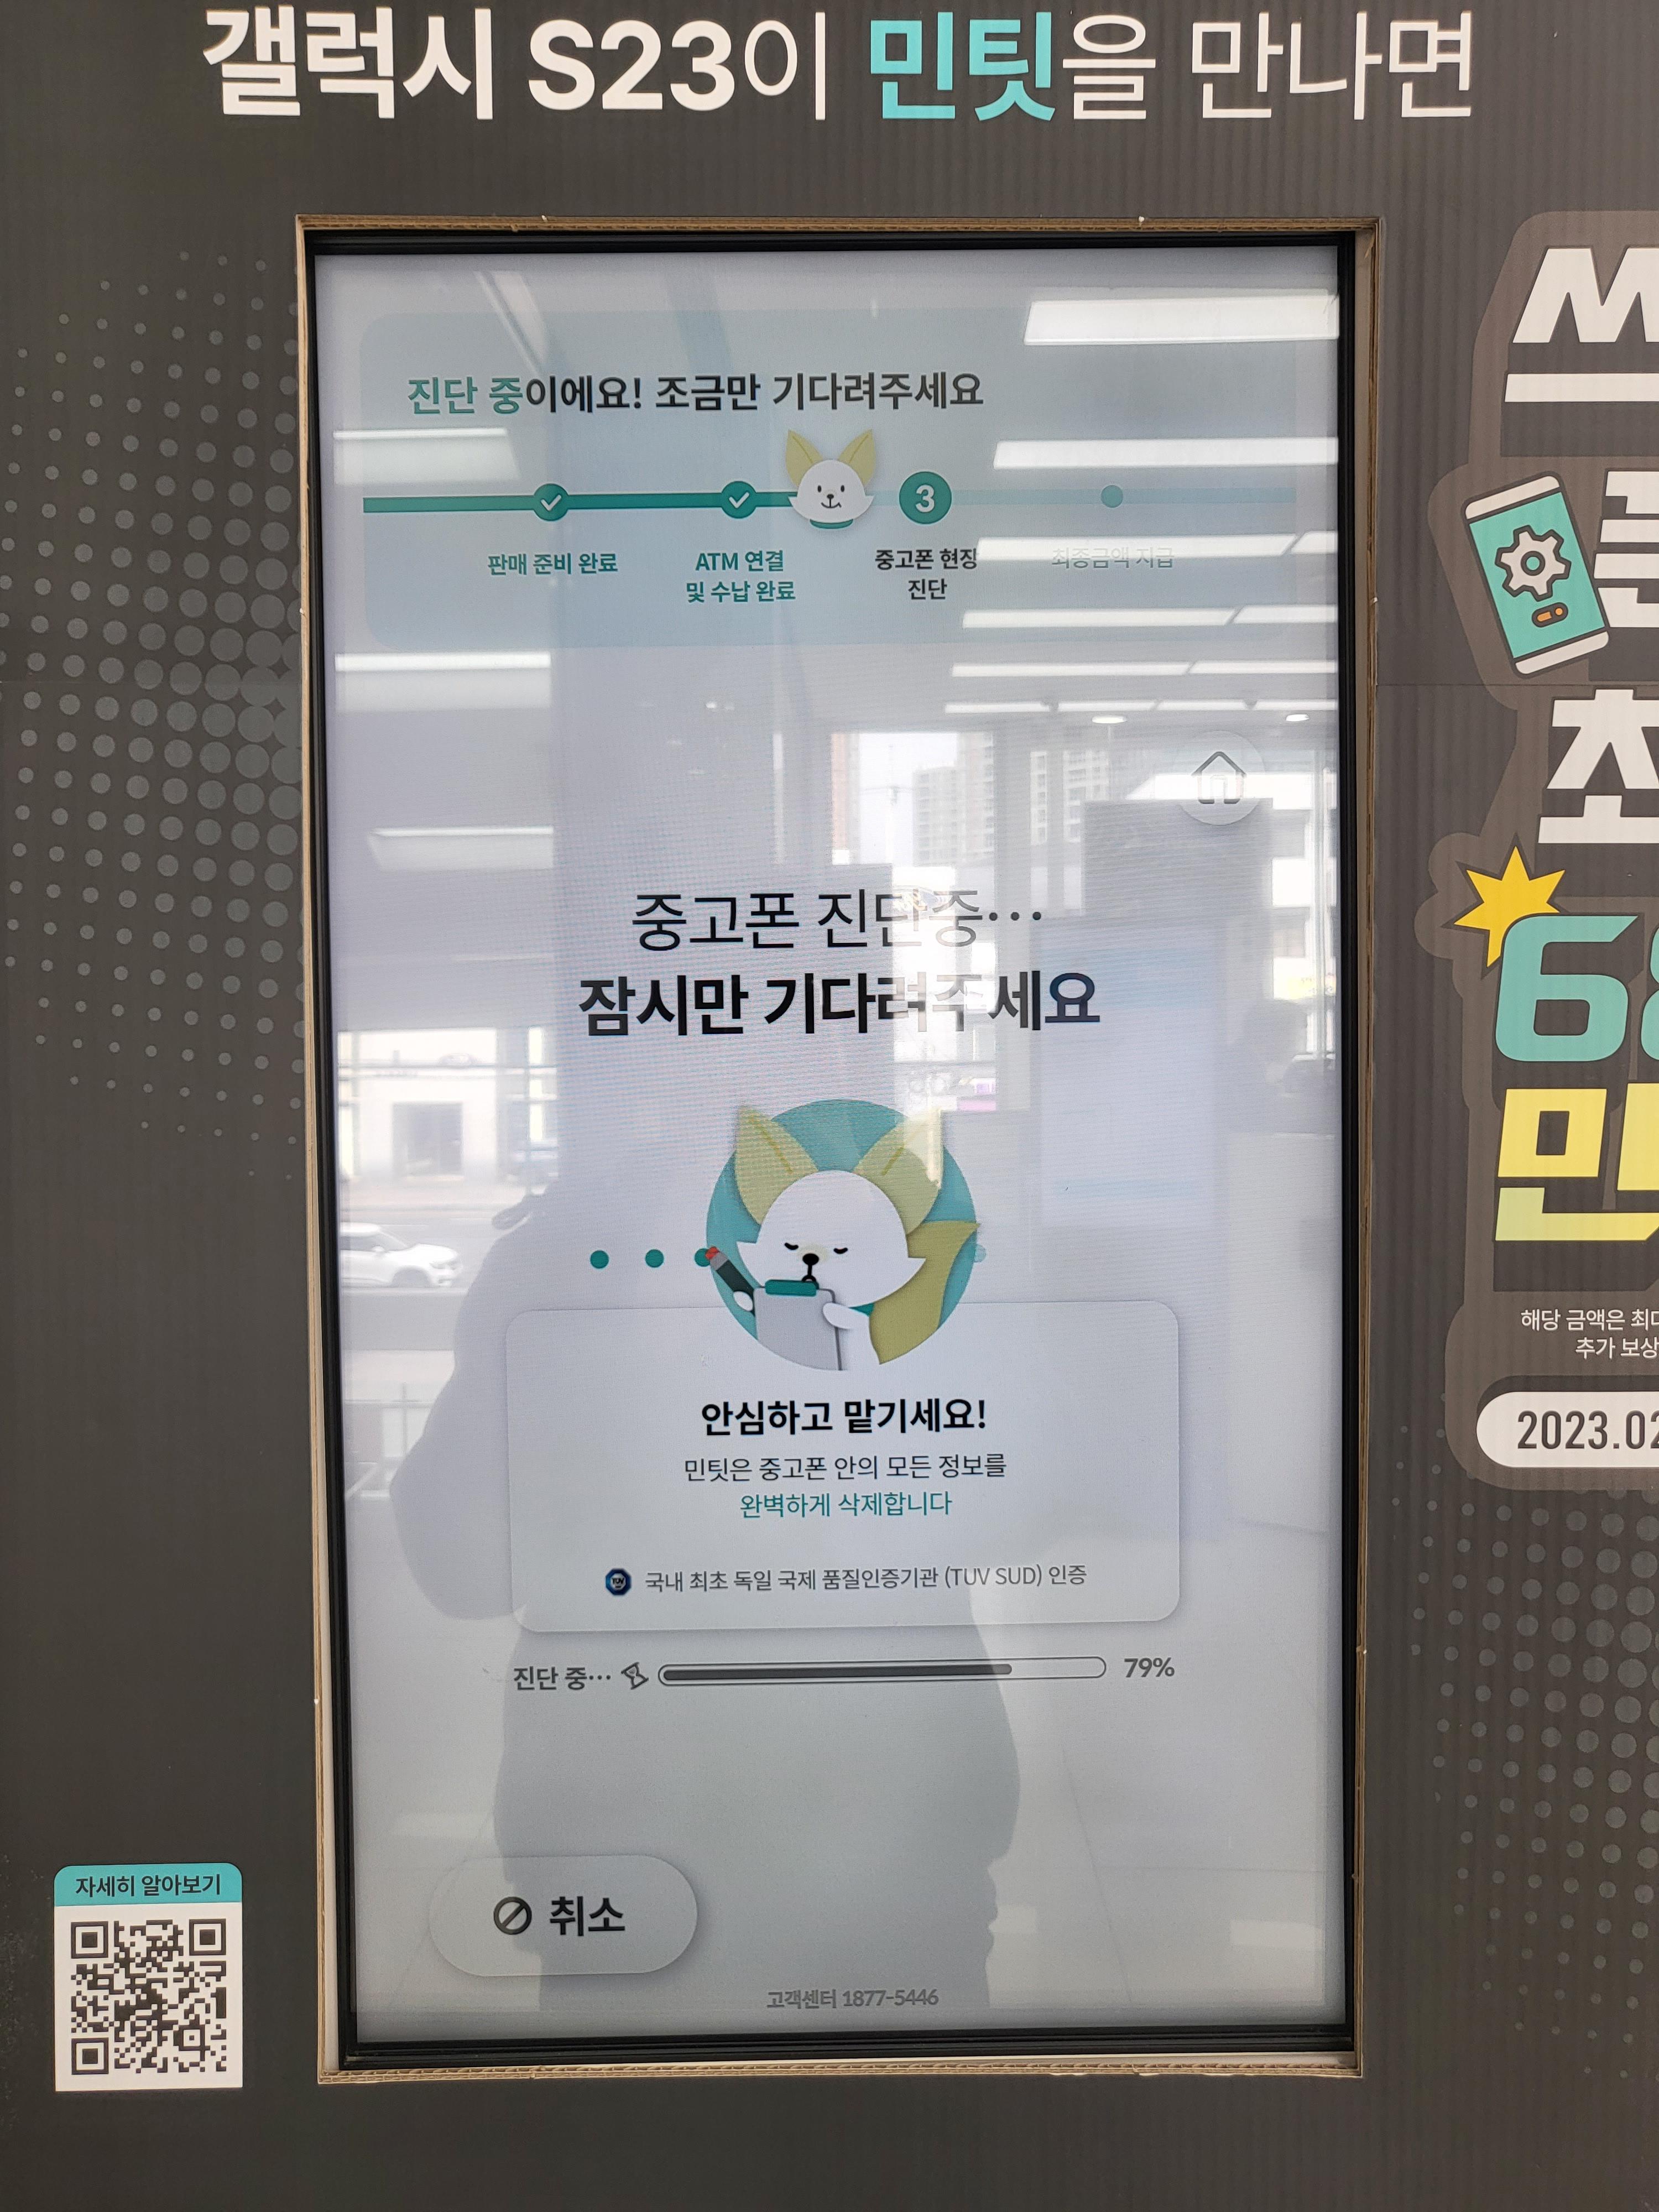 갤럭시 S23이 민팃을 만나면
진단 중이에요! 조금만 기다려주세요
3
판매 준비 완료
ATM 연결
및 수납 완료
중고폰 현장
진단
최종금액 지급
중고폰 진단중…
잠시만 기다려주세요
안심하고 맡기세요!
민팃은 중고폰 안의 모든 정보를
완벽하게 삭제합니다
국내 최초 독일 국제 품질인증기관 (TUV SUD) 인증
진단 중… 79%
취소
고객센터 1877-5446
자세히 알아보기
해당 금액은
추가 보상
2023.02